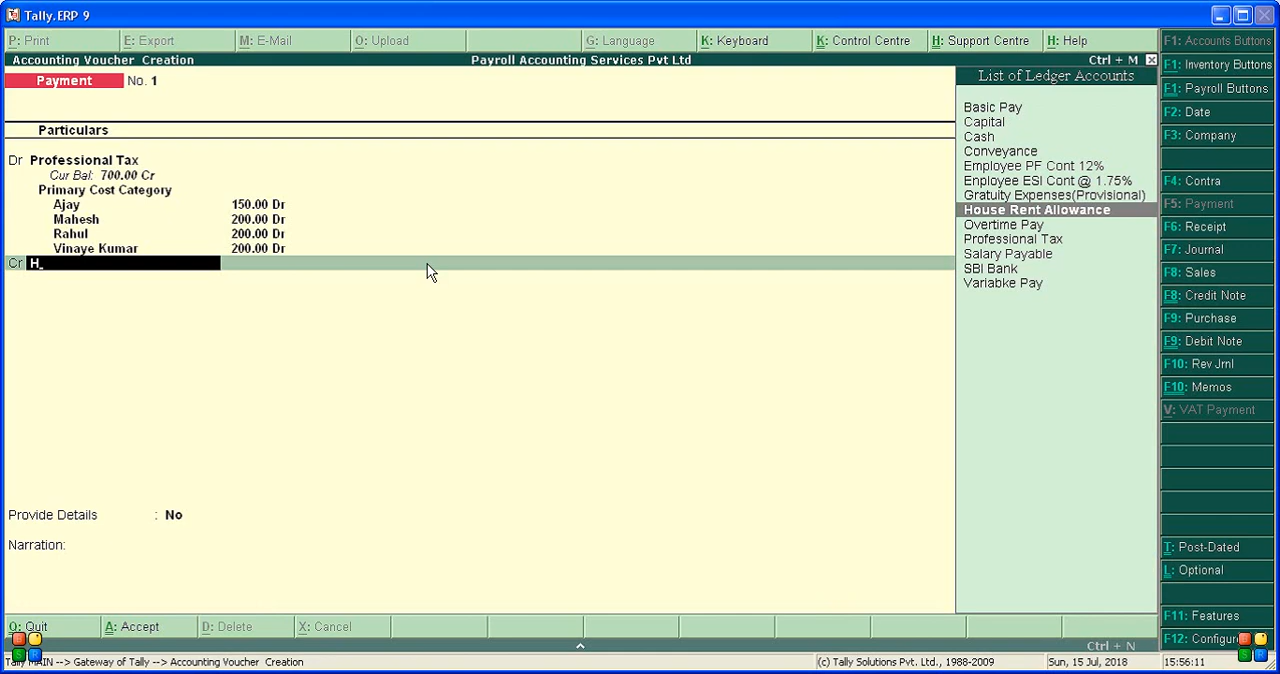 Tally.ERP 9
P: Print E: Export M: E-Mail O: Upload G: Language K: Keyboard K: Control Centre H: Support Centre H: Help
Accounting Voucher Creation Payroll Accounting Services Pvt Ltd Ctrl + M
Payment No. 1
Particulars
Dr Professional Tax
Cur Bal: 700.00 Cr
Primary Cost Category
Ajay 150.00 Dr
Mahesh 200.00 Dr
Rahul 200.00 Dr
Vinaye Kumar 200.00 Dr
Cr H
Provide Details : No
Narration:
List of Ledger Accounts
Basic Pay
Capital
Cash
Conveyance
Employee PF Cont 12%
Enployee ESI Cont @ 1.75%
Gratuity Expenses(Provisional)
House Rent Allowance
Overtime Pay
Professional Tax
Salary Payable
SBI Bank
Variabke Pay
F1: Accounts Buttons
F1: Inventory Buttons
F1: Payroll Buttons
F2: Date
F3: Company
F4: Contra
F5: Payment
F6: Receipt
F7: Journal
F8: Sales
F8: Credit Note
F9: Purchase
F9: Debit Note
F10: Rev Jrnl
F10: Memos
V: VAT Payment
T: Post-Dated
L: Optional
F11: Features
F12: Configure
Q: Quit A: Accept D: Delete X: Cancel
Ctrl + N
Tally MAIN --> Gateway of Tally --> Accounting Voucher Creation (c) Tally Solutions Pvt. Ltd., 1988-2009 Sun, 15 Jul, 2018 15:56:11